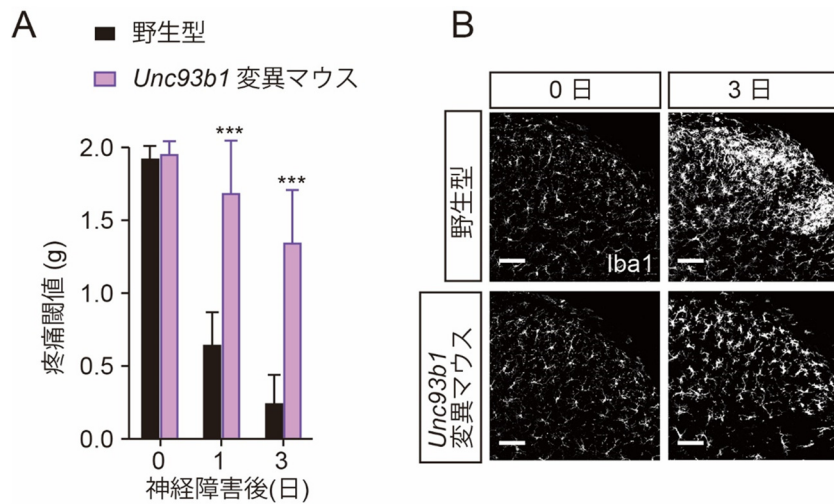 A
野生型
Unc93b1 変異マウス
疼痛閾値 (g)
2.0
1.5
1.0
0.5
0.0
***
***
0
1
3
神経障害後(日)
B
0 日
3 日
野生型
Iba1
Unc93b1
変異マウス